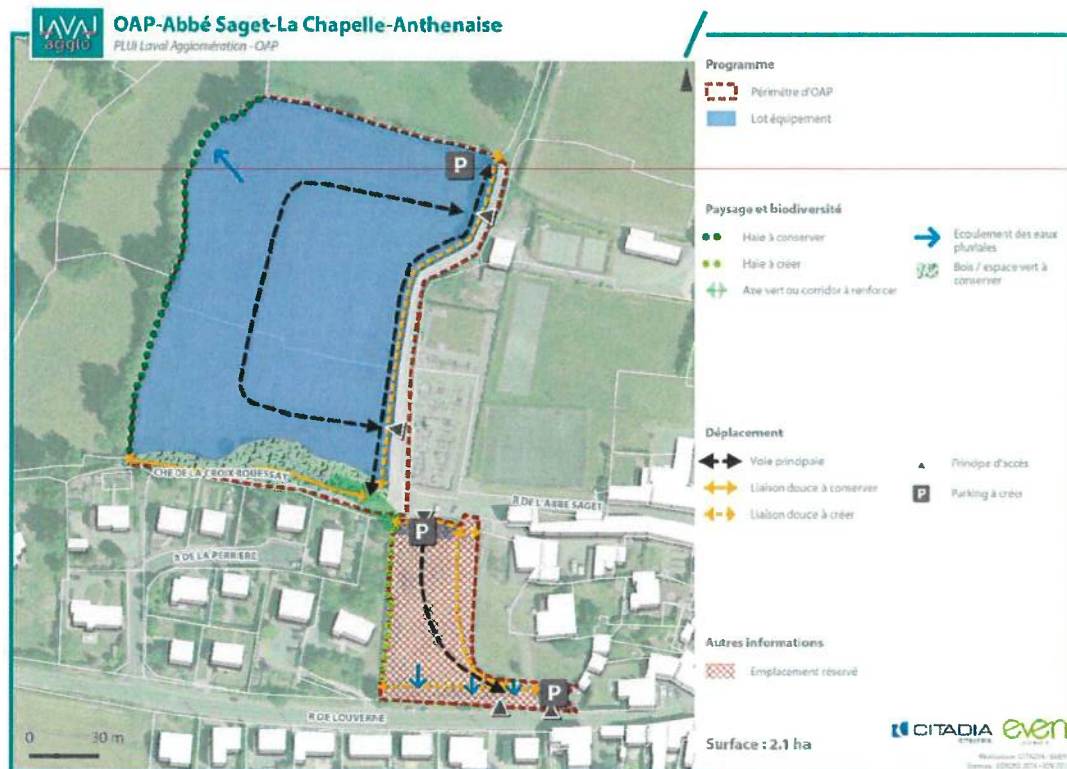 LAVAL
agglo
OAP-Abbé Saget-La Chapelle-Anthenaise
PLUi Laval Agglomération - OAP
Programme
Périmètre d'OAP
Lot équipement
Paysage et biodiversité
Haie à conserver
Haie à créer
Axe vert ou corridor à renforcer
Ecoulement des eaux
pluviales
Bois / espace vert à
conserver
Déplacement
Voie principale
Liaison douce à conserver
Liaison douce à créer
Principe d'accès
P
Parking à créer
Autres informations
Emplacement réservé
Surface : 2.1 ha
CITADIA
even
P
CHE DE LA CROIX BOUESSAY
R DE L'ABBE SAGET
P
R DE LA PERRIERE
P
R DE LOUVERNE
0 30 m